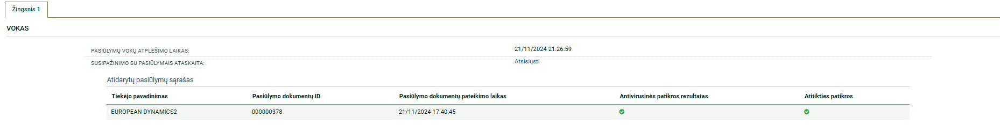 Žingsnis 1
VOKAS
PASIŪLYMŲ VOKŲ ATPLĖŠIMO LAIKAS: 21/11/2024 21:26:59
SUSIPAŽINIMO SU PASIŪLYMAIS ATASKAITA: Atsisiųsti
Atidarytų pasiūlymų sąrašas
Tiekėjo pavadinimas Pasiūlymo dokumentų ID Pasiūlymo dokumentų pateikimo laikas Antivirusinės patikros rezultatas Atitikties patikros
EUROPEAN DYNAMICS2 000000378 21/11/2024 17:40:45